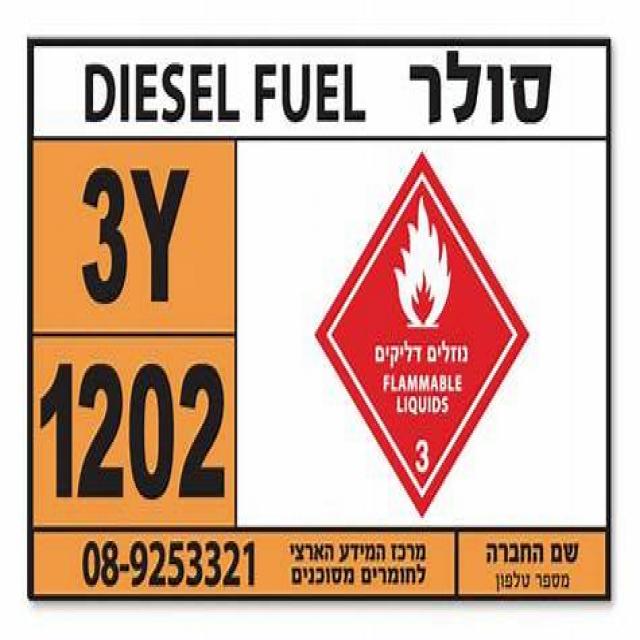 DIESEL FUEL סולר
3Y
1202
נוזלים דליקים
FLAMMABLE
LIQUIDS
3
08-9253321
מרכז המידע הארצי
לחומרים מסוכנים
שם החברה
מספר טלפון